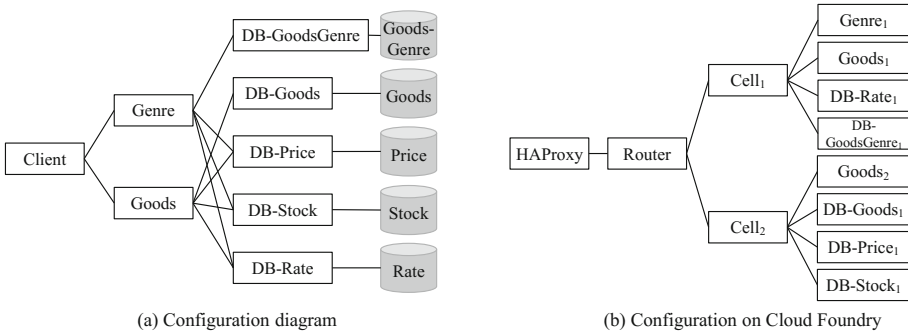 Client
Genre
Goods
DB-GoodsGenre
DB-Goods
DB-Price
DB-Stock
DB-Rate
Goods-
Genre
Goods
Price
Stock
Rate
(a) Configuration diagram
HAProxy
Router
Cell₁
Cell₂
Genre₁
Goods₁
DB-Rate₁
DB-
GoodsGenre₁
Goods₂
DB-Goods₁
DB-Price₁
DB-Stock₁
(b) Configuration on Cloud Foundry